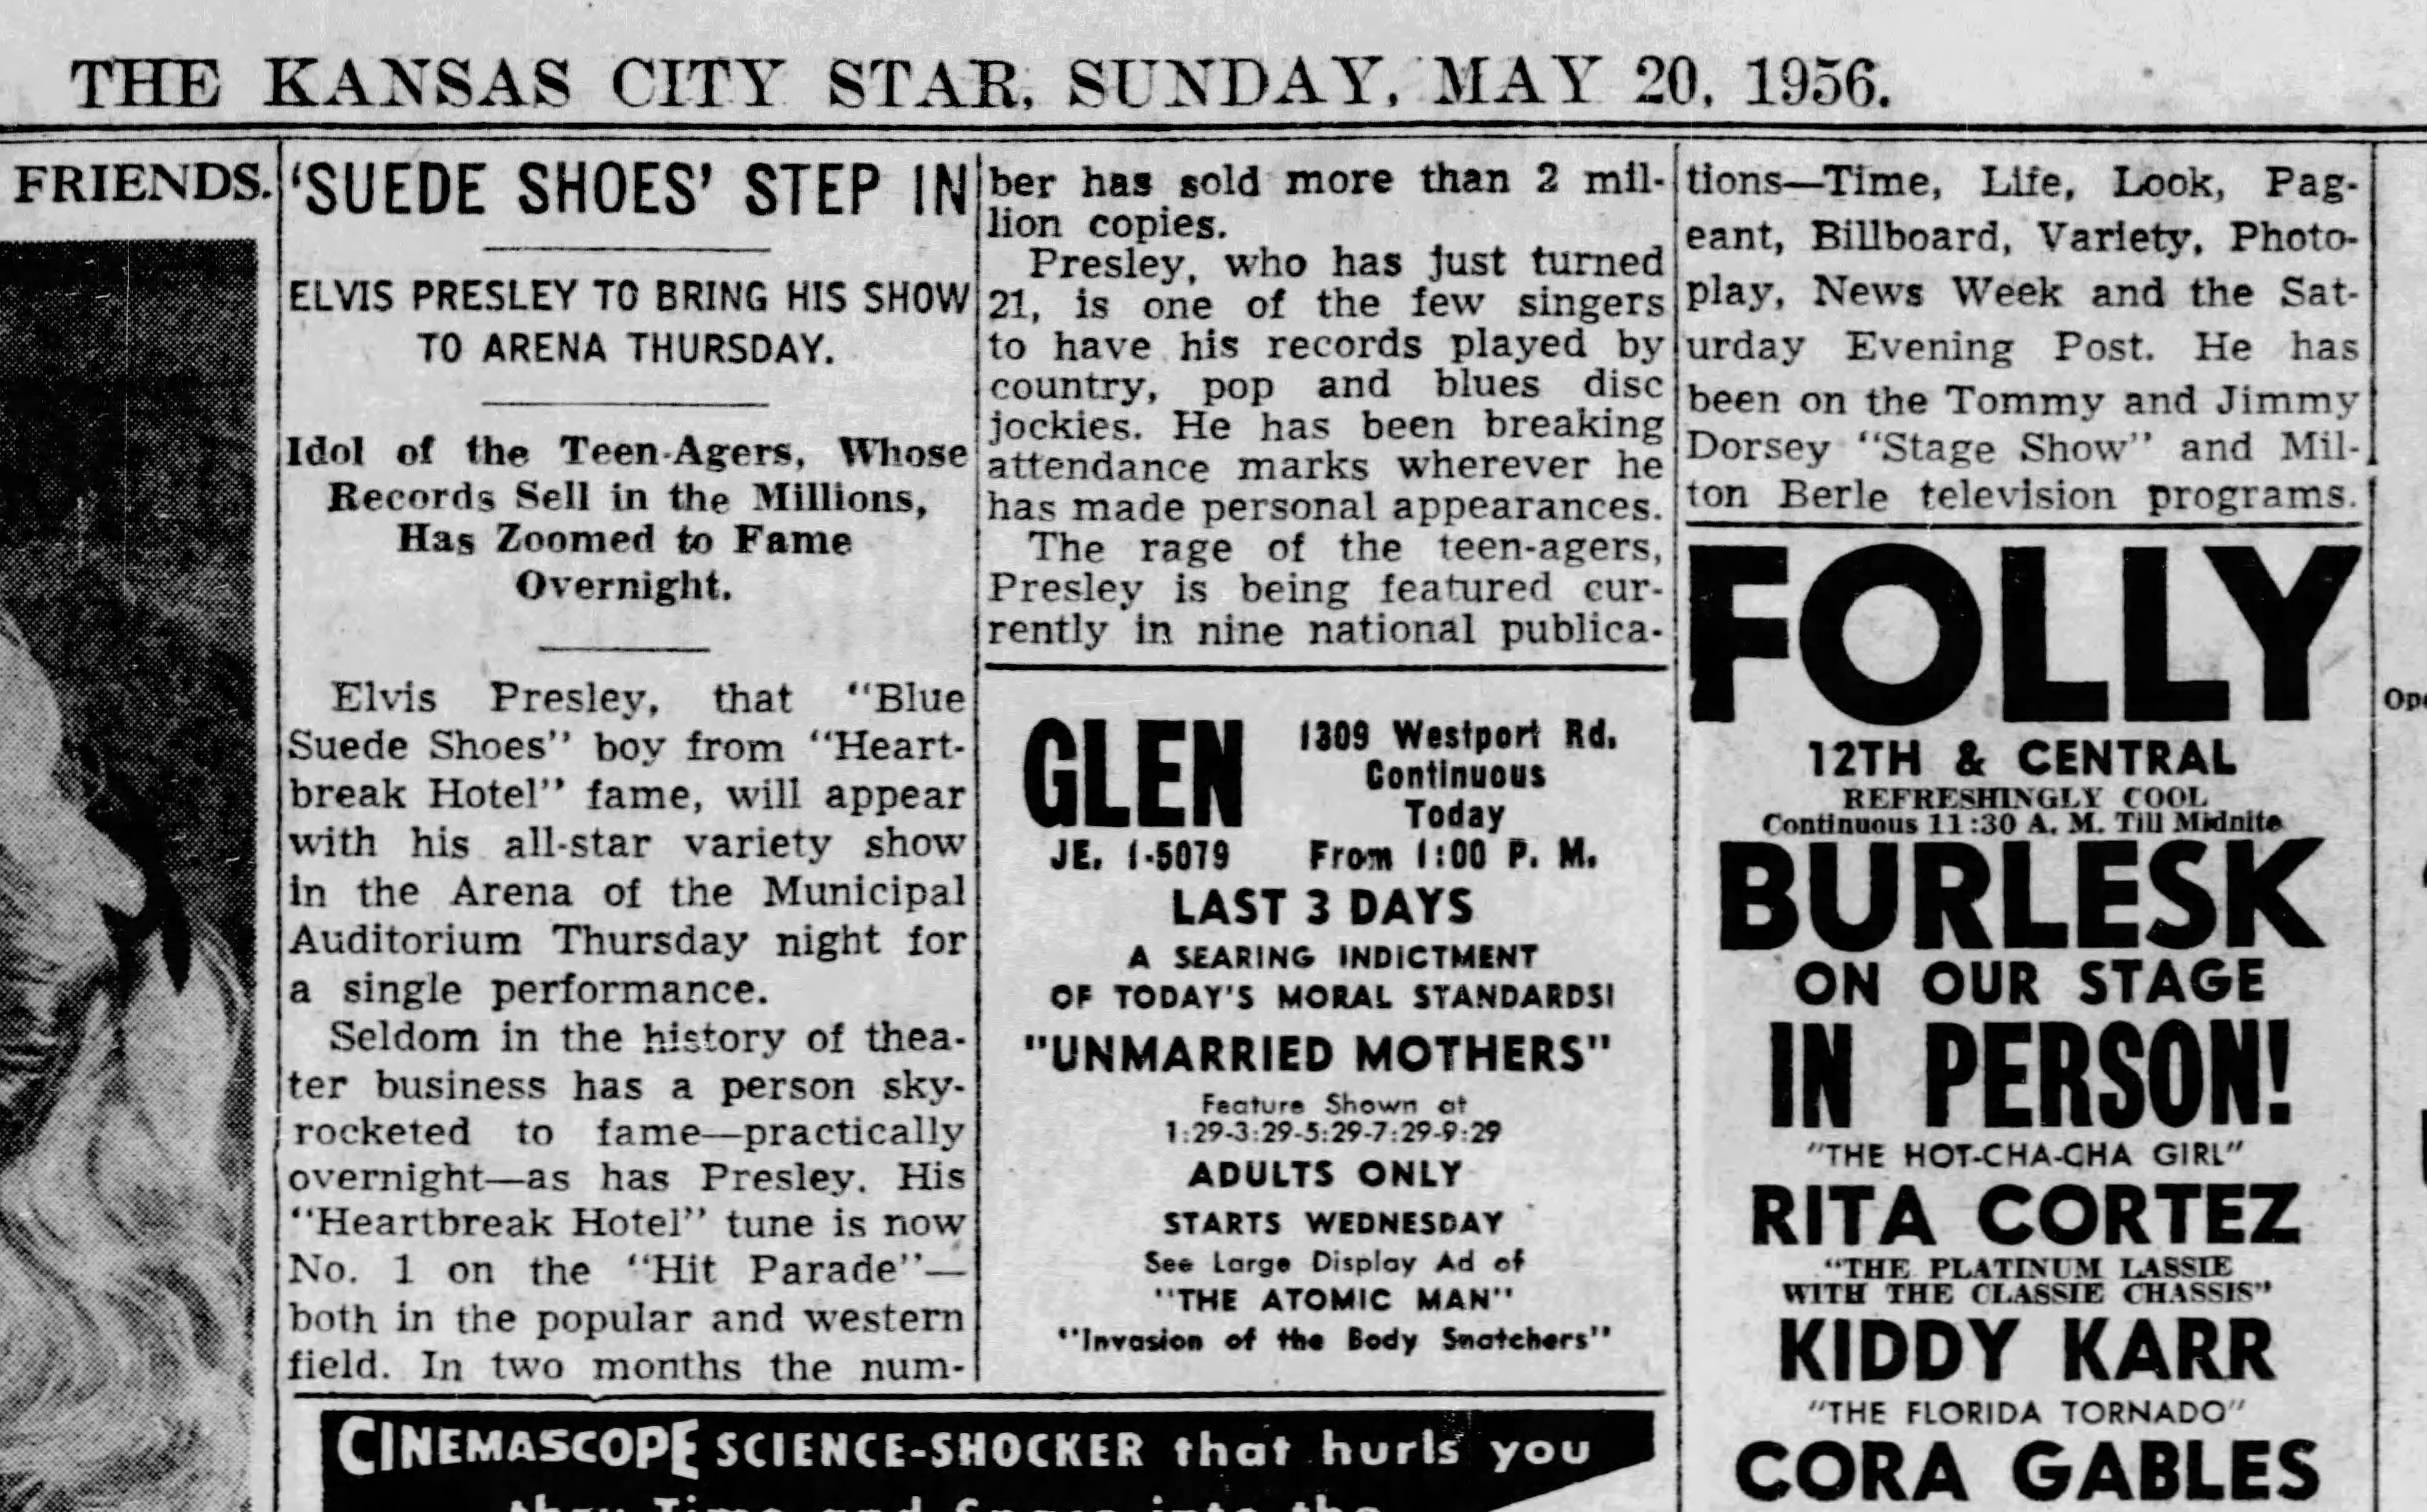 THE KANSAS CITY STAR, SUNDAY, MAY 20, 1956.
FRIENDS.
'SUEDE SHOES' STEP IN
ELVIS PRESLEY TO BRING HIS SHOW
TO ARENA THURSDAY.
Idol of the Teen-Agers, Whose
Records Sell in the Millions,
Has Zoomed to Fame
Overnight.
Elvis Presley, that "Blue
Suede Shoes" boy from "Heart-
break Hotel" fame, will appear
with his all-star variety show
in the Arena of the Municipal
Auditorium Thursday night for
a single performance.
Seldom in the history of thea-
ter business has a person sky-
rocketed to fame—practically
overnight—as has Presley. His
"Heartbreak Hotel" tune is now
No. 1 on the "Hit Parade"—
both in the popular and western
field. In two months the num-
ber has sold more than 2 mil-
lion copies.
Presley, who has just turned
21, is one of the few singers
to have his records played by
country, pop and blues disc
jockies. He has been breaking
attendance marks wherever he
has made personal appearances.
The rage of the teen-agers,
Presley is being featured cur-
rently in nine national publica-
tions—Time, Life, Look, Pag-
eant, Billboard, Variety, Photo-
play, News Week and the Sat-
urday Evening Post. He has
been on the Tommy and Jimmy
Dorsey "Stage Show" and Mil-
ton Berle television programs.
GLEN
1309 Westport Rd.
Continuous
Today
JE. 1-5079 From 1:00 P. M.
LAST 3 DAYS
A SEARING INDICTMENT
OF TODAY'S MORAL STANDARDS!
"UNMARRIED MOTHERS"
Feature Shown at
1:29-3:29-5:29-7:29-9:29
ADULTS ONLY
STARTS WEDNESDAY
See Large Display Ad of
"THE ATOMIC MAN"
"Invasion of the Body Snatchers"
CINEMASCOPE SCIENCE-SHOCKER that hurls you
thru Time and Space into the
FOLLY
12TH & CENTRAL
REFRESHINGLY COOL
Continuous 11:30 A. M. Till Midnite
BURLESK
ON OUR STAGE
IN PERSON!
"THE HOT-CHA-CHA GIRL"
RITA CORTEZ
"THE PLATINUM LASSIE
WITH THE CLASSIE CHASSIS"
KIDDY KARR
"THE FLORIDA TORNADO"
CORA GABLES